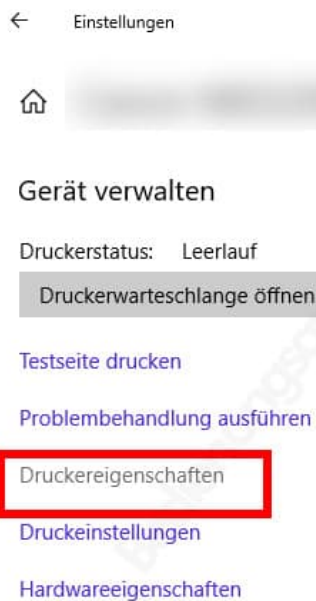 Einstellungen
Gerät verwalten
Druckerstatus: Leerlauf
Druckerwarteschlange öffnen
Testseite drucken
Problembehandlung ausführen
Druckereigenschaften
Druckeinstellungen
Hardwareeigenschaften